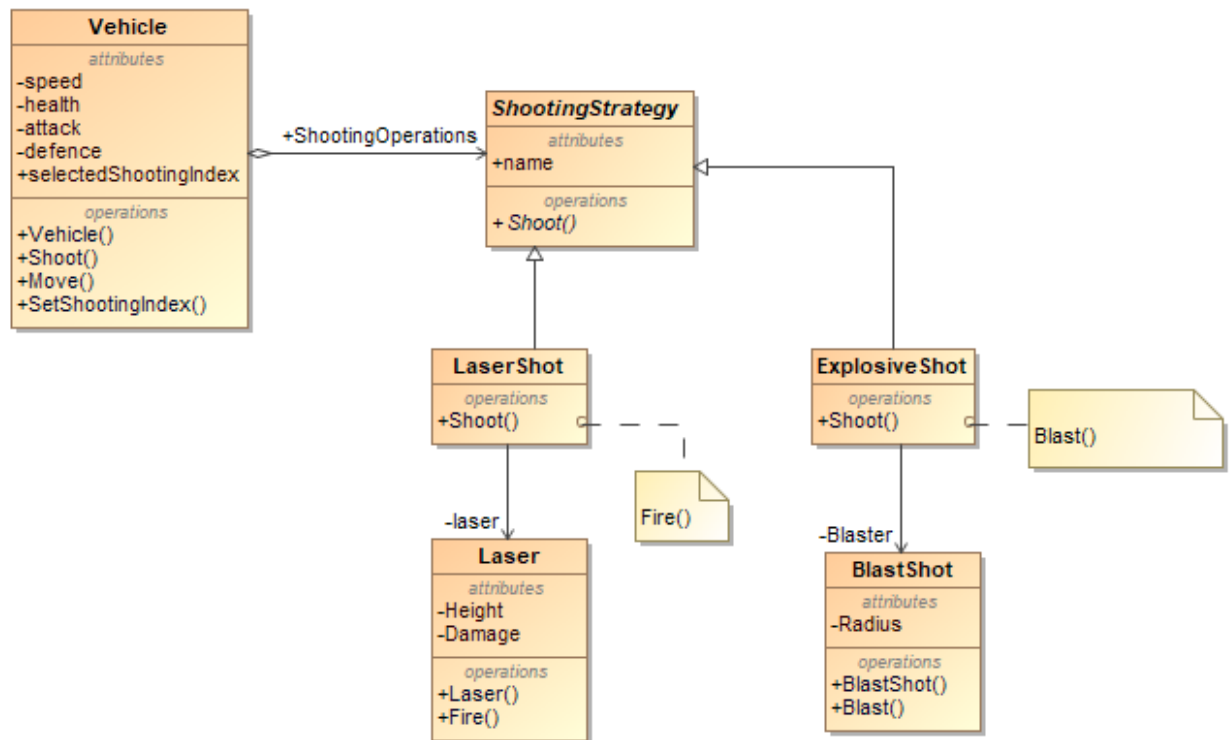 Vehicle
attributes
-speed
-health
-attack
-defence
+selectedShootingIndex
operations
+Vehicle()
+Shoot()
+Move()
+SetShootingIndex()
+ShootingOperations
ShootingStrategy
attributes
+name
operations
+ Shoot()
LaserShot
operations
+Shoot()
Fire()
ExplosiveShot
operations
+Shoot()
Blast()
-laser
Laser
attributes
-Height
-Damage
operations
+Laser()
+Fire()
-Blaster
BlastShot
attributes
-Radius
operations
+BlastShot()
+Blast()